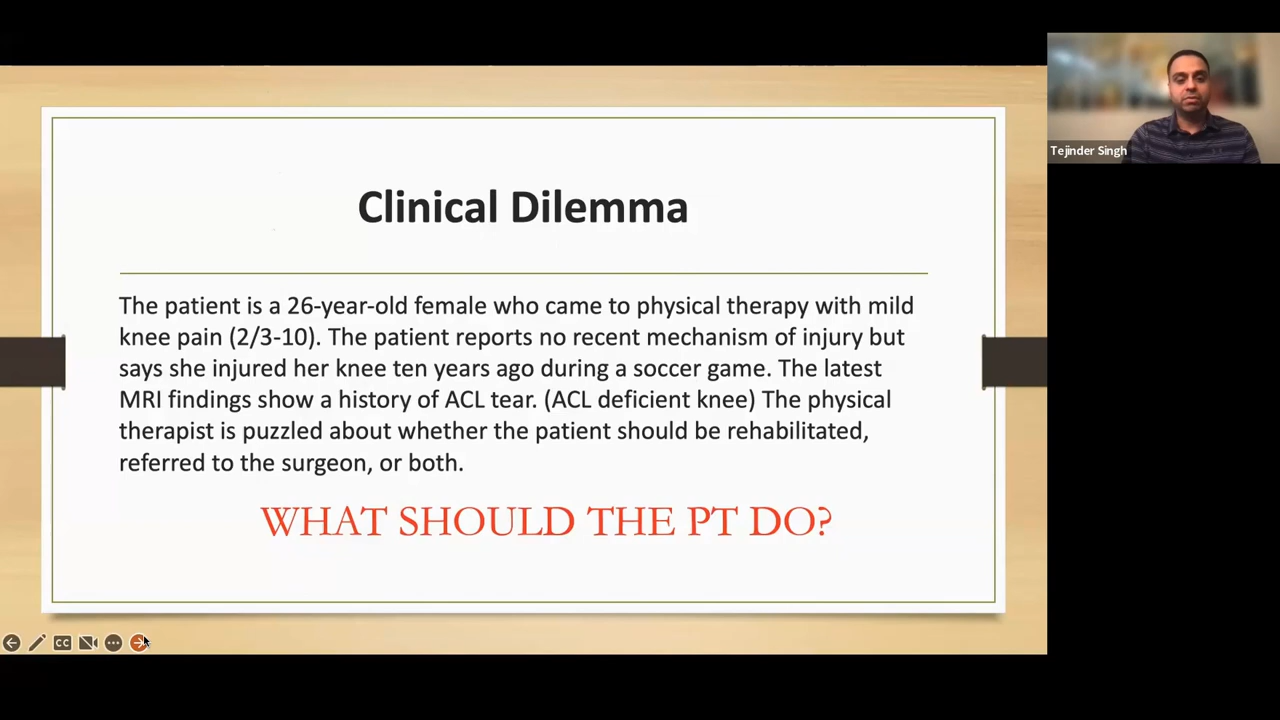 Clinical Dilemma
The patient is a 26-year-old female who came to physical therapy with mild
knee pain (2/3-10). The patient reports no recent mechanism of injury but
says she injured her knee ten years ago during a soccer game. The latest
MRI findings show a history of ACL tear. (ACL deficient knee) The physical
therapist is puzzled about whether the patient should be rehabilitated,
referred to the surgeon, or both.
WHAT SHOULD THE PT DO?
Tejinder Singh
CC